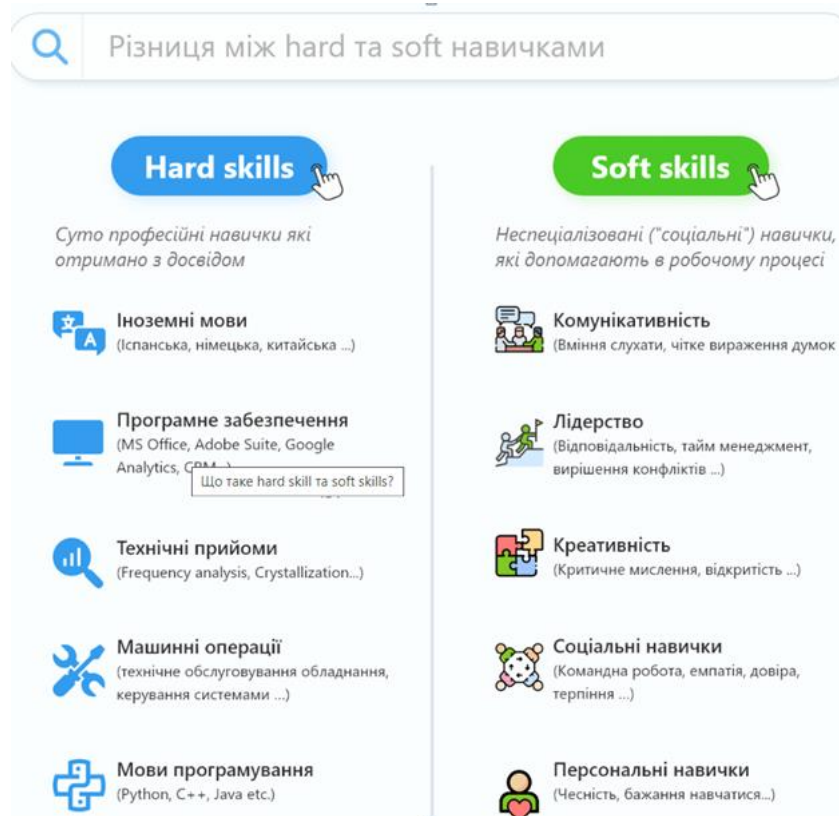 Різниця між hard та soft навичками
Hard skills
Суто професійні навички які
отримано з досвідом
Іноземні мови
(Іспанська, німецька, китайська ...)
Програмне забезпечення
(MS Office, Adobe Suite, Google
Analytics,
Що таке hard skill та soft skills?
Технічні прийоми
(Frequency analysis, Crystallization...)
Машинні операції
(технічне обслуговування обладнання,
керування системами ...)
Мови програмування
(Python, C++, Java etc.)
Soft skills
Неспеціалізовані ("соціальні") навички,
які допомагають в робочому процесі
Комунікативність
(Вміння слухати, чітке вираження думок
Лідерство
(Відповідальність, тайм менеджмент,
вирішення конфліктів ...)
Креативність
(Критичне мислення, відкритість ...)
Соціальні навички
(Командна робота, емпатія, довіра,
терпіння ...)
Персональні навички
(Чесність, бажання навчатися...)